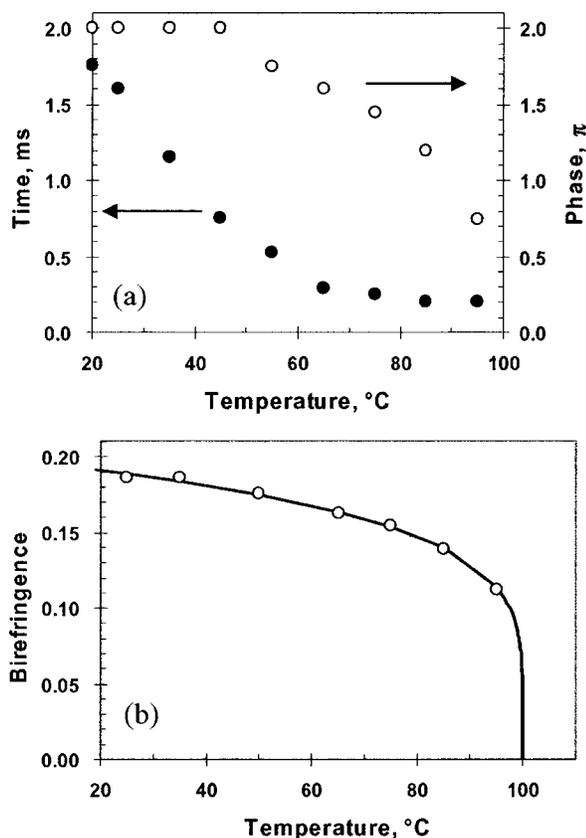 2.0 2.0
1.5 1.5
1.0 1.0
0.5 0.5
0.0 0.0
Time, ms
Phase, π
(a)
20 40 60 80 100
Temperature, °C
0.20
0.15
0.10
0.05
0.00
Birefringence
(b)
20 40 60 80 100
Temperature, °C